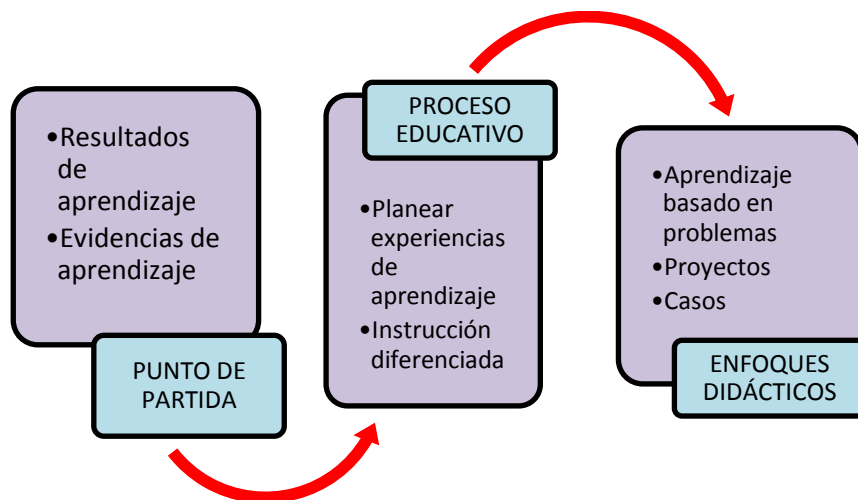 •Resultados
de
aprendizaje
•Evidencias de
aprendizaje
PUNTO DE
PARTIDA
PROCESO
EDUCATIVO
•Planear
experiencias
de
aprendizaje
•Instrucción
diferenciada
•Aprendizaje
basado en
problemas
•Proyectos
•Casos
ENFOQUES
DIDÁCTICOS